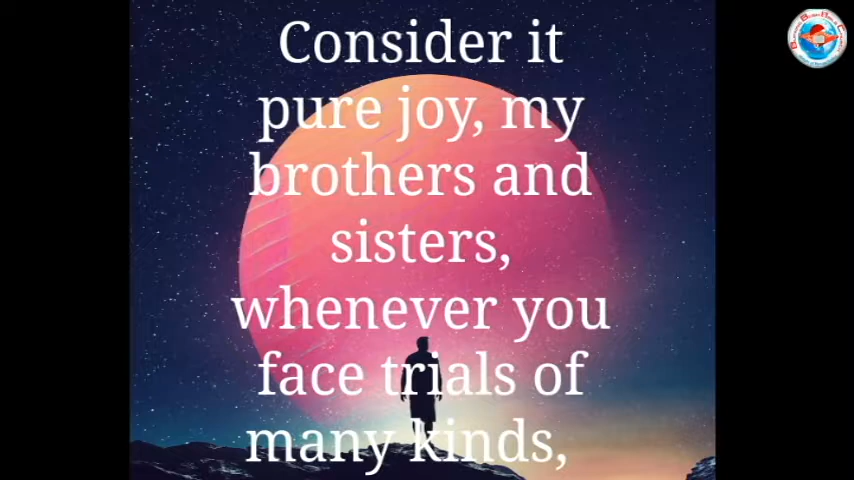 Consider it
pure joy, my
brothers and
sisters,
whenever you
face trials of
many kinds,